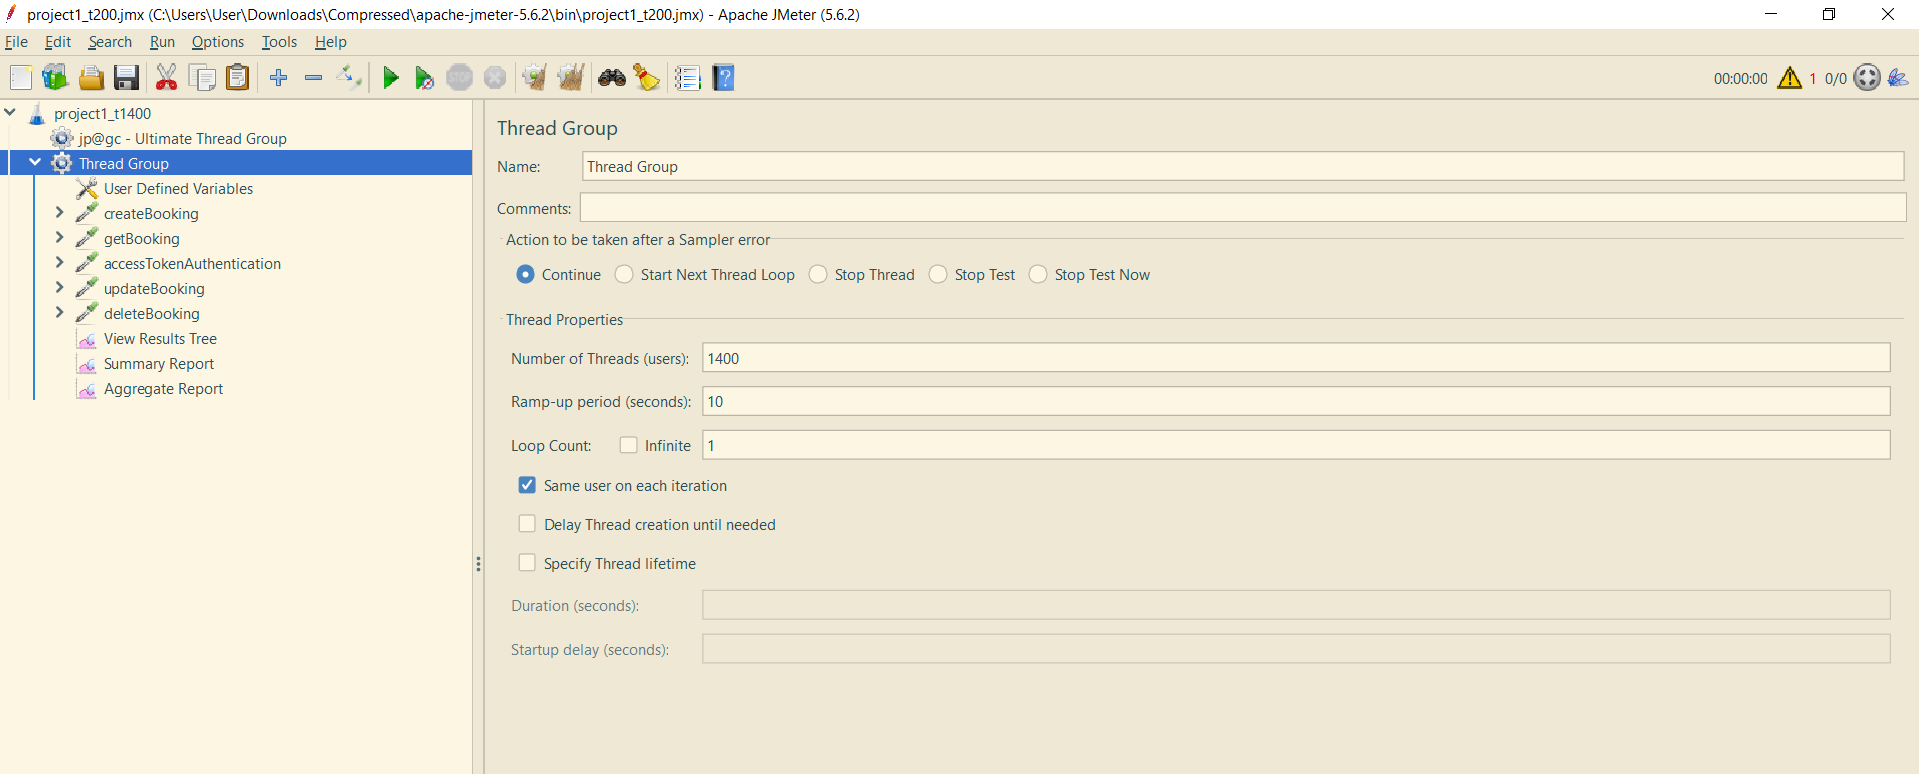 project1_t200.jmx (C:\Users\User\Downloads\Compressed\apache-jmeter-5.6.2\bin\project1_t200.jmx) - Apache JMeter (5.6.2)
File Edit Search Run Options Tools Help
STOP 00:00:00 1 0/0
project1_t1400
jp@gc - Ultimate Thread Group
Thread Group
User Defined Variables
createBooking
getBooking
accessTokenAuthentication
updateBooking
deleteBooking
View Results Tree
Summary Report
Aggregate Report
Thread Group
Name: Thread Group
Comments:
Action to be taken after a Sampler error
Continue Start Next Thread Loop Stop Thread Stop Test Stop Test Now
Thread Properties
Number of Threads (users): 1400
Ramp-up period (seconds): 10
Loop Count: Infinite 1
Same user on each iteration
Delay Thread creation until needed
Specify Thread lifetime
Duration (seconds):
Startup delay (seconds):